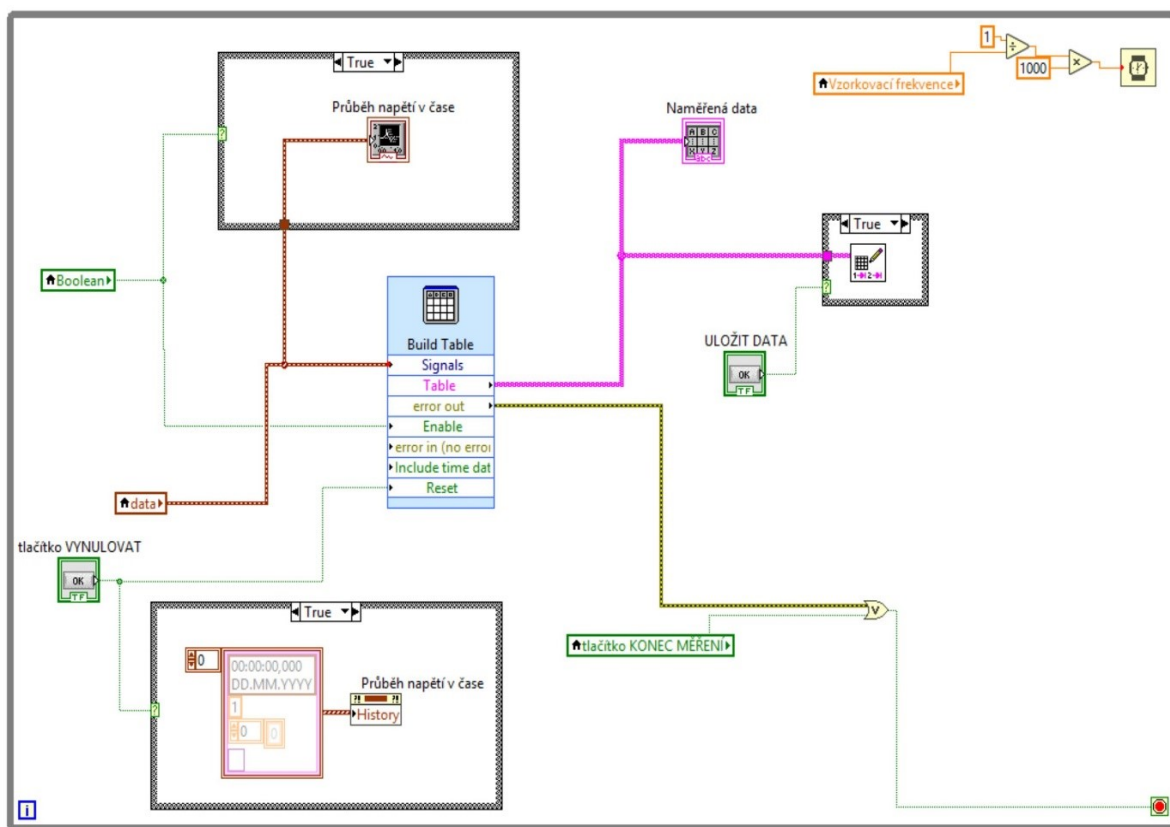 True
1
Vzorkovací frekvence
1000
Průběh napětí v čase
Naměřená data
True
Boolean
Build Table
Signals
Table
error out
Enable
error in (no error
Include time dat
Reset
ULOŽIT DATA
OK
TF
data
tlačítko VYNULOVAT
OK
TF
True
tlačítko KONEC MĚŘENÍ
0
00:00:00,000
DD.MM.YYYY
1
0
0
Průběh napětí v čase
History
i